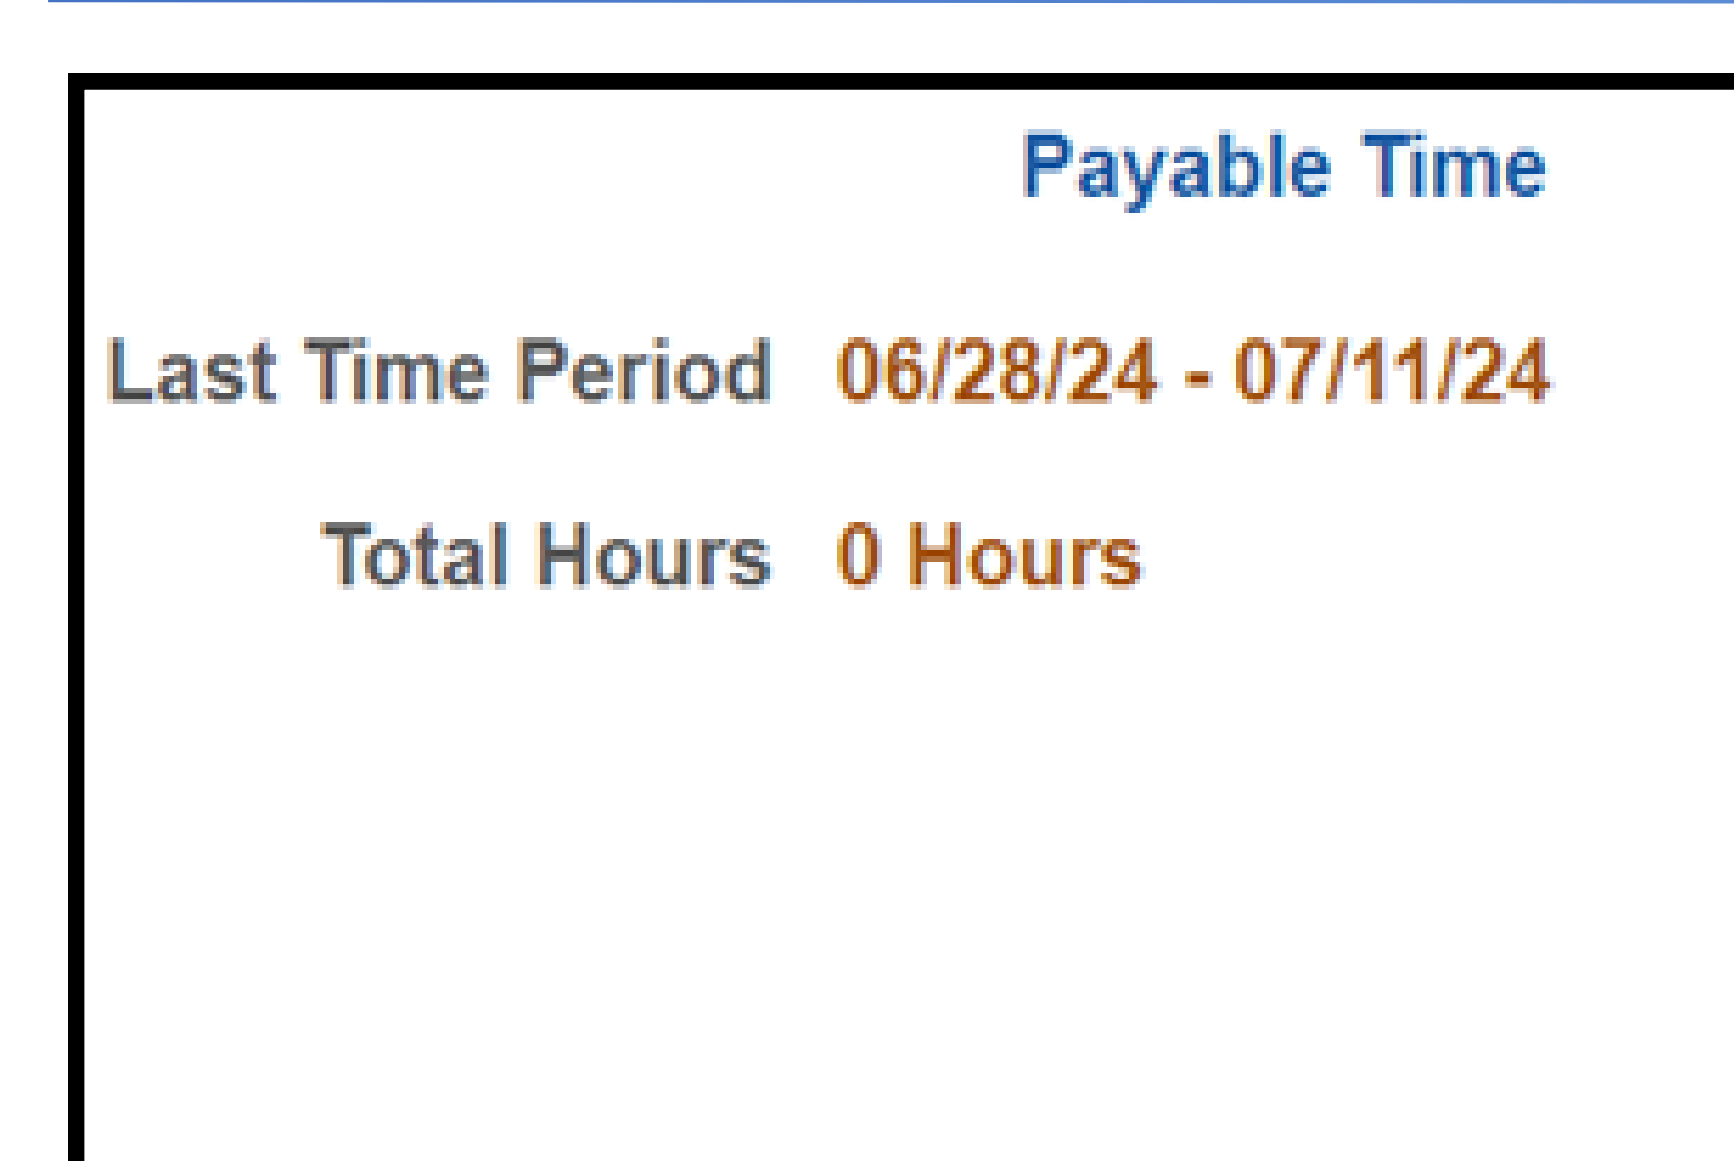 Payable Time
Last Time Period 06/28/24 - 07/11/24
Total Hours 0 Hours